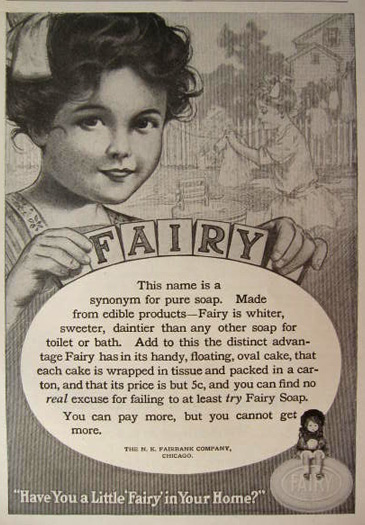 FAIRY
This name is a
synonym for pure soap. Made
from edible products—Fairy is whiter,
sweeter, daintier than any other soap for
toilet or bath. Add to this the distinct advan-
tage Fairy has in its handy, floating, oval cake, that
each cake is wrapped in tissue and packed in a car-
ton, and that its price is but 5c, and you can find no
real excuse for failing to at least try Fairy Soap.
You can pay more, but you cannot get
more.
THE N. K. FAIRBANK COMPANY,
CHICAGO.
"Have You a Little 'Fairy' in Your Home?"
FAIRY